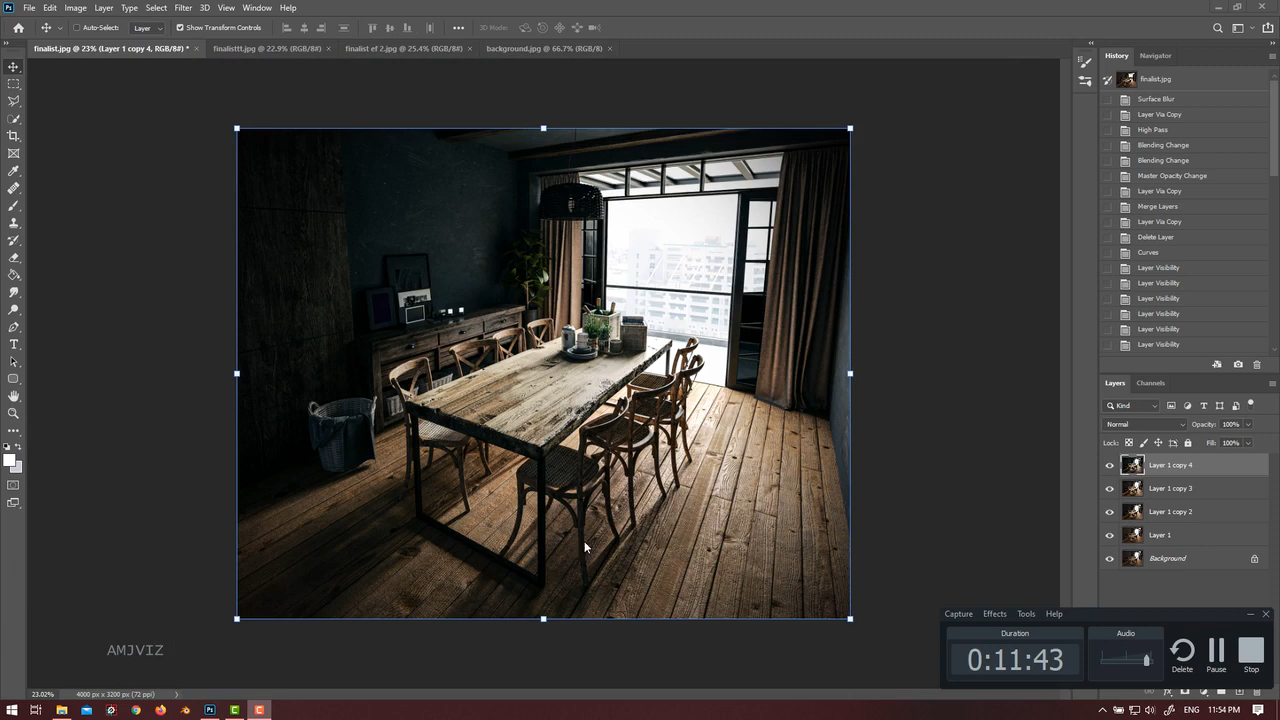 File Edit Image Layer Type Select Filter 3D View Window Help
Auto-Select: Layer Show Transform Controls 3D Mode:
finalist.jpg @ 23% (Layer 1 copy 4, RGB/8#) * finalisttt.jpg @ 22.9% (RGB/8#) finalist ef 2.jpg @ 25.4% (RGB/8#) background.jpg @ 66.7% (RGB/8)
History Navigator
finalist.jpg
Surface Blur
Layer Via Copy
High Pass
Blending Change
Blending Change
Master Opacity Change
Layer Via Copy
Merge Layers
Layer Via Copy
Delete Layer
Curves
Layer Visibility
Layer Visibility
Layer Visibility
Layer Visibility
Layer Visibility
Layer Visibility
Layers Channels
Kind
Normal Opacity: 100%
Lock: Fill: 100%
Layer 1 copy 4
Layer 1 copy 3
Layer 1 copy 2
Layer 1
Background
Capture Effects Tools Help
Duration Audio
0:11:43
Delete Pause Stop
AMJVIZ
23.02% 4000 px x 3200 px (72 ppi)
11:54 PM